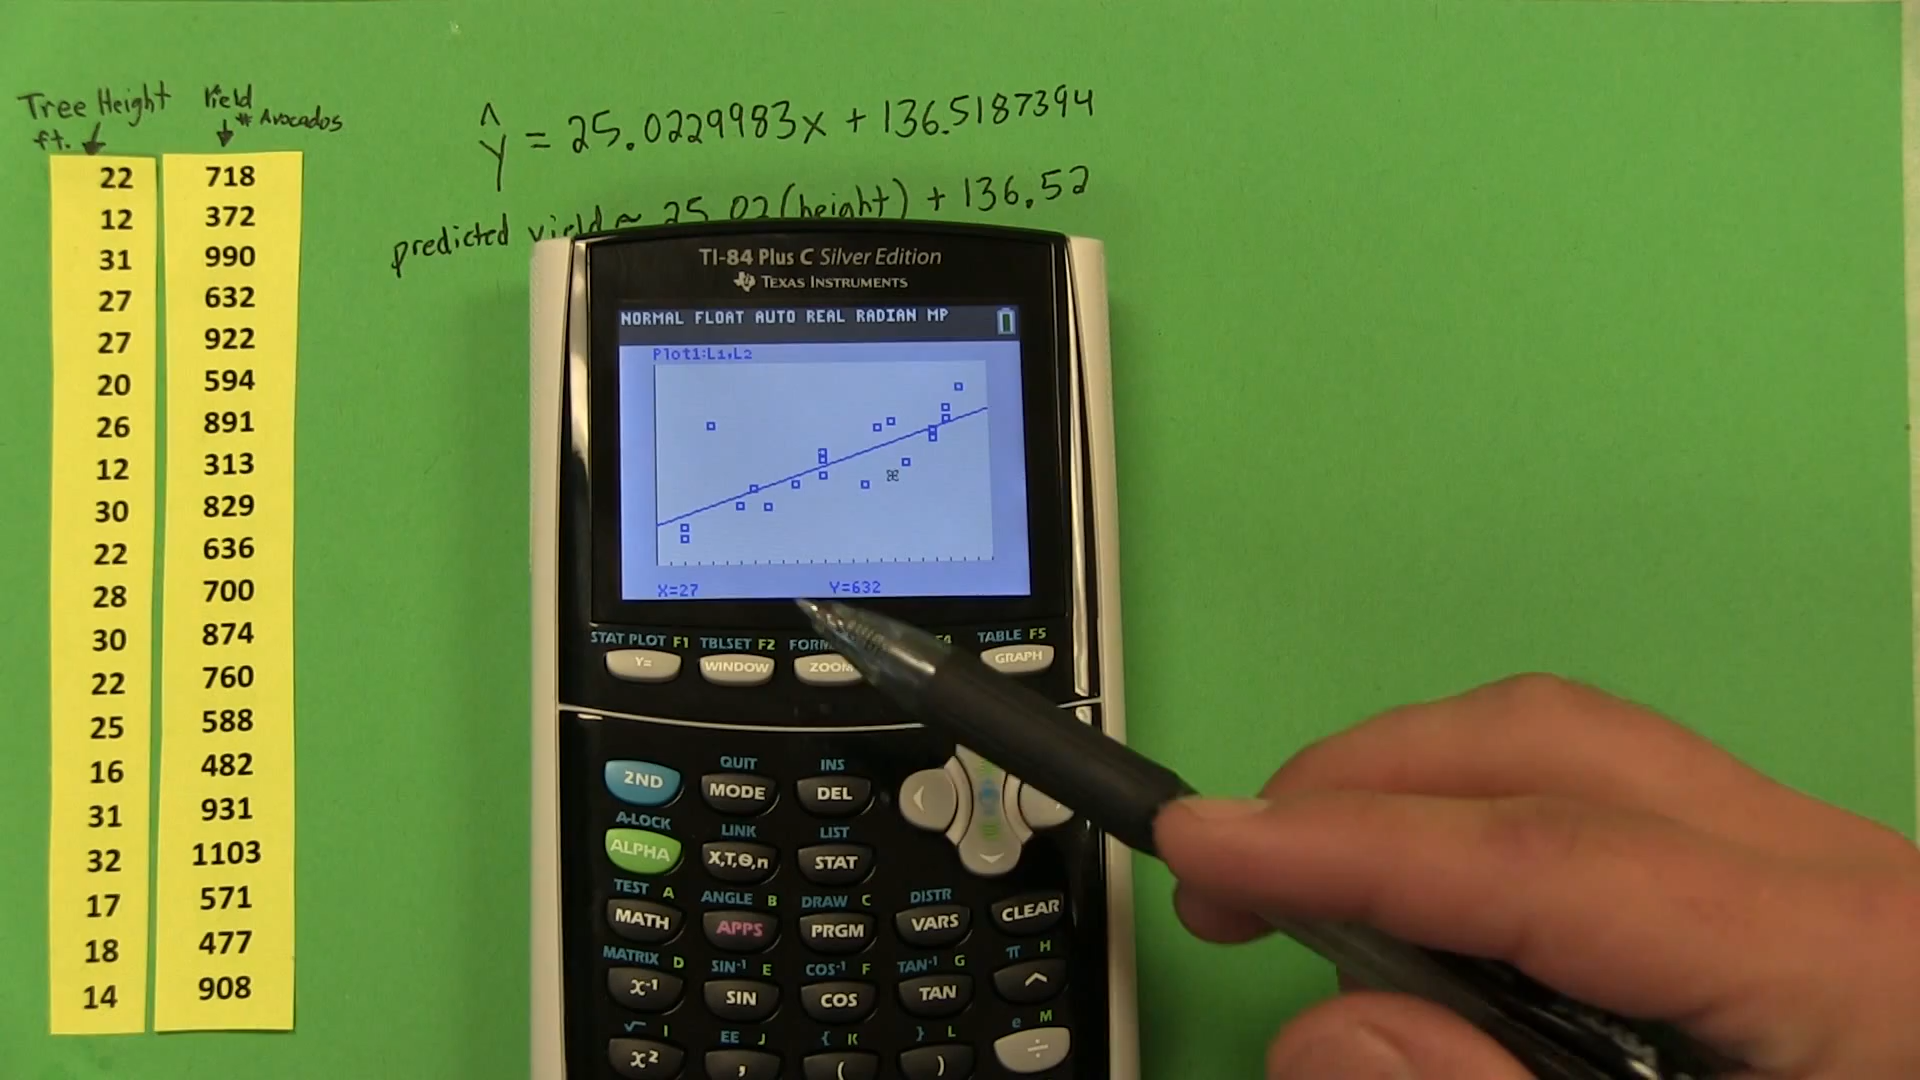 Tree Height Yield
ft. # Avocados
22 718
12 372
31 990
27 632
27 922
20 594
26 891
12 313
30 829
22 636
28 700
30 874
22 760
25 588
16 482
31 931
32 1103
17 571
18 477
14 908
ŷ = 25.0229983x + 136.5187394
predicted yield ≈ 25.02(height) + 136.52
TI-84 Plus C Silver Edition
TEXAS INSTRUMENTS
NORMAL FLOAT AUTO REAL RADIAN MP
Plot1:L1,L2
X=27 Y=632
STAT PLOT F1 TBLSET F2 TABLE F5
Y= WINDOW ZOOM GRAPH
QUIT INS
2ND MODE DEL
A-LOCK LINK LIST
ALPHA X,T,Θ,n STAT
TEST A ANGLE B DRAW C DISTR
MATH APPS PRGM VARS CLEAR
MATRIX D SIN⁻¹ E COS⁻¹ F TAN⁻¹ G π H
x⁻¹ SIN COS TAN ^
√ I EE J { K } L e M
x² , ( ) ÷